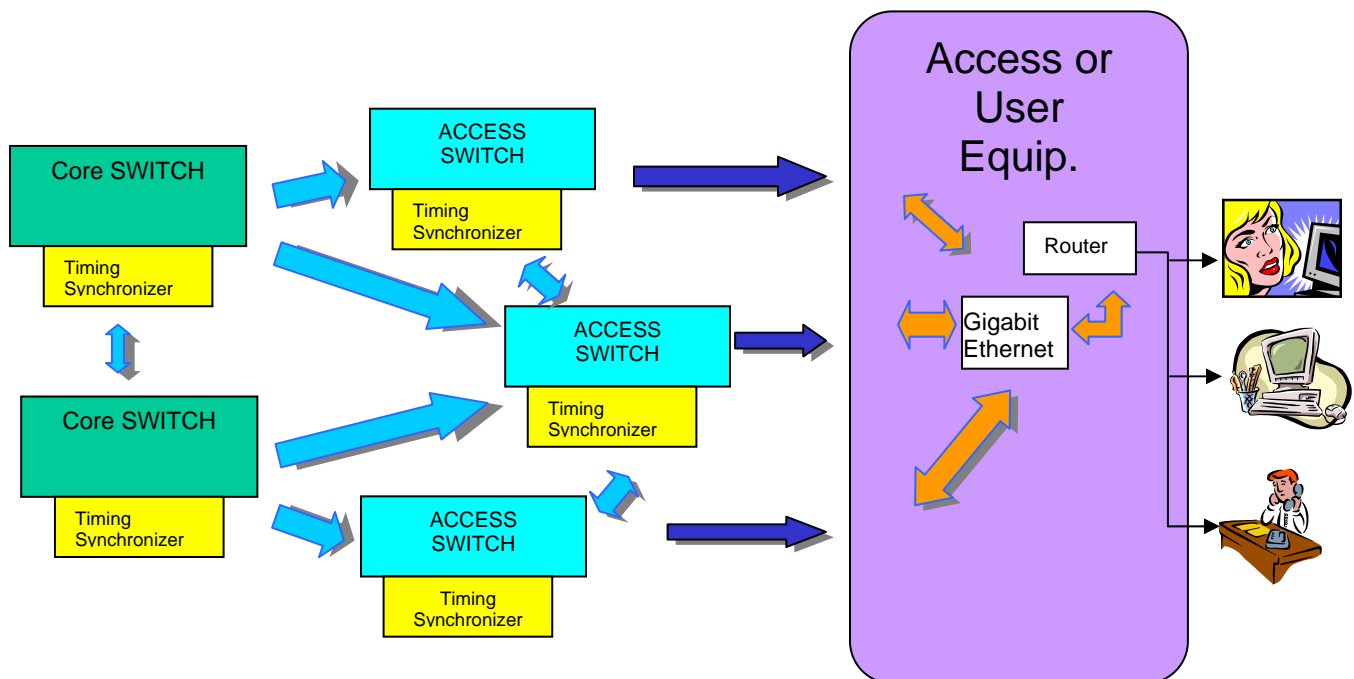 Core SWITCH
Timing
Synchronizer
Core SWITCH
Timing
Synchronizer
ACCESS
SWITCH
Timing
Synchronizer
ACCESS
SWITCH
Timing
Synchronizer
ACCESS
SWITCH
Timing
Synchronizer
Access or
User
Equip.
Router
Gigabit
Ethernet